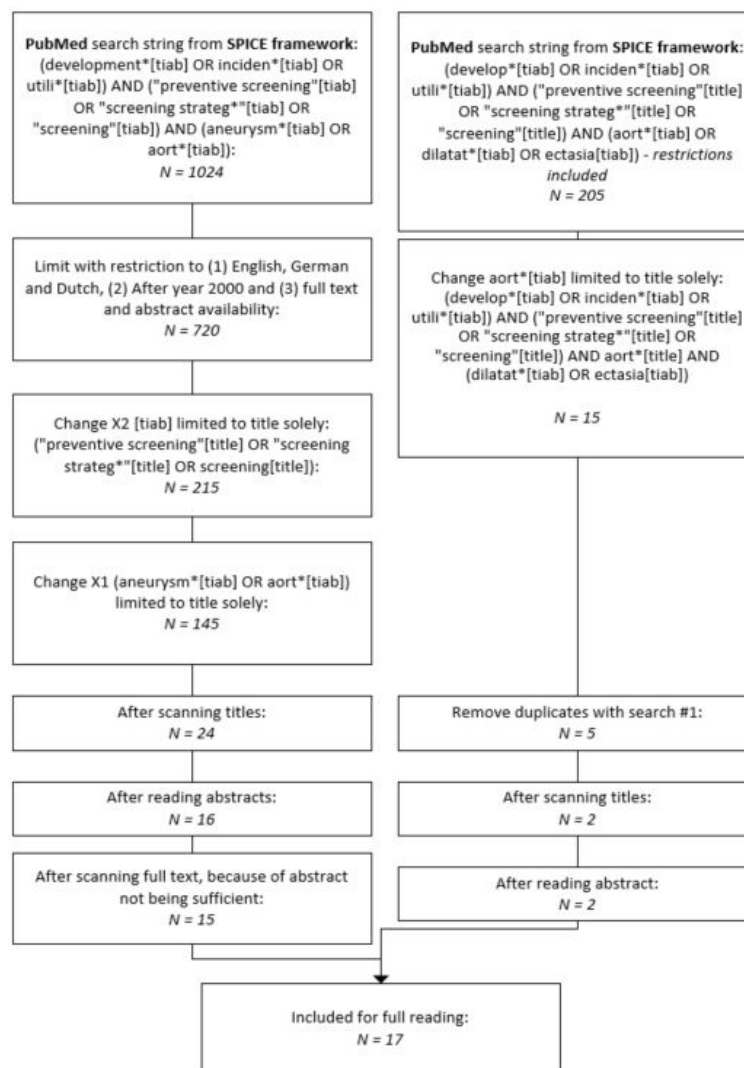 PubMed search string from SPICE framework:
(development*[tiab] OR inciden*[tiab] OR
utili*[tiab]) AND ("preventive screening"[tiab]
OR "screening strateg*"[tiab] OR
"screening"[tiab]) AND (aneurysm*[tiab] OR
aort*[tiab]):
N = 1024
Limit with restriction to (1) English, German
and Dutch, (2) After year 2000 and (3) full text
and abstract availability:
N = 720
Change X2 [tiab] limited to title solely:
("preventive screening"[title] OR "screening
strateg*"[title] OR screening[title]):
N = 215
Change X1 (aneurysm*[tiab] OR aort*[tiab])
limited to title solely:
N = 145
After scanning titles:
N = 24
After reading abstracts:
N = 16
After scanning full text, because of abstract
not being sufficient:
N = 15
PubMed search string from SPICE framework:
(develop*[tiab] OR inciden*[tiab] OR
utili*[tiab]) AND ("preventive screening"[title]
OR "screening strateg*"[title] OR
"screening"[title]) AND (aort*[tiab] OR
dilatat*[tiab] OR ectasia[tiab]) - restrictions
included
N = 205
Change aort*[tiab] limited to title solely:
(develop*[tiab] OR inciden*[tiab] OR
utili*[tiab]) AND ("preventive screening"[title]
OR "screening strateg*"[title] OR
"screening"[title]) AND aort*[title] AND
(dilatat*[tiab] OR ectasia[tiab])
N = 15
Remove duplicates with search #1:
N = 5
After scanning titles:
N = 2
After reading abstract:
N = 2
Included for full reading:
N = 17